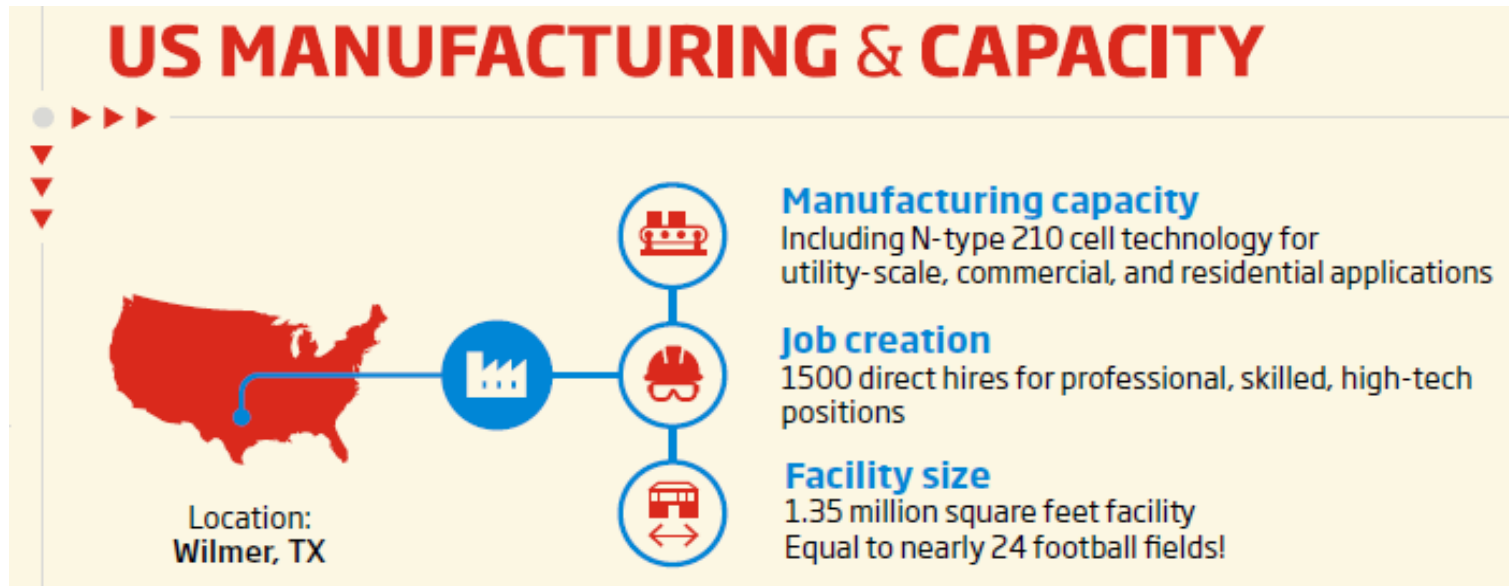 US MANUFACTURING & CAPACITY
Manufacturing capacity
Including N-type 210 cell technology for
utility-scale, commercial, and residential applications
Job creation
1500 direct hires for professional, skilled, high-tech
positions
Facility size
1.35 million square feet facility
Equal to nearly 24 football fields!
Location:
Wilmer, TX